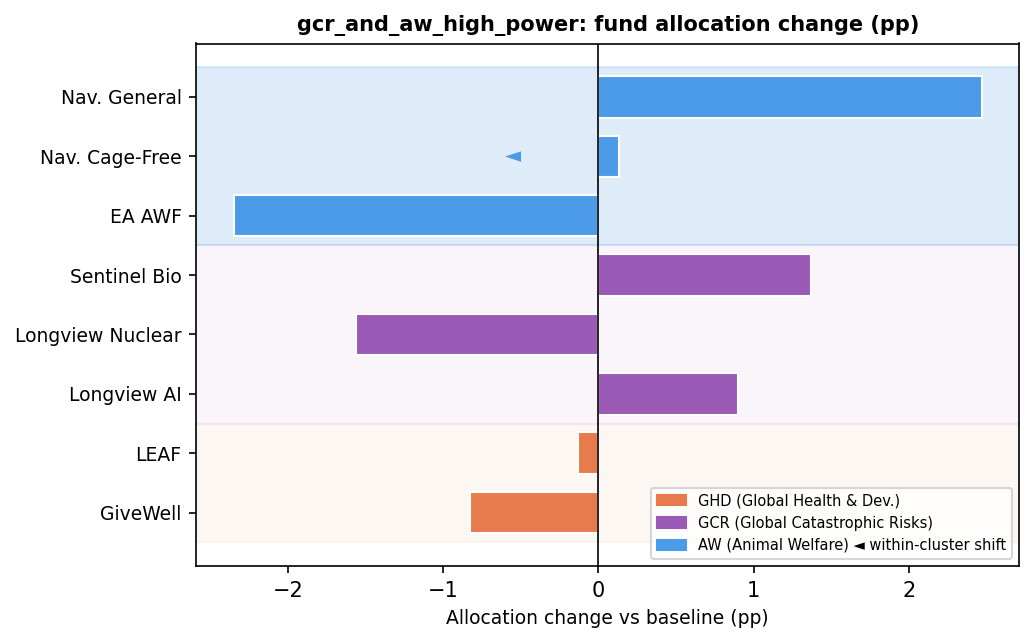 gcr_and_aw_high_power: fund allocation change (pp)
Nav. General
Nav. Cage-Free
◄
EA AWF
Sentinel Bio
Longview Nuclear
Longview AI
LEAF
GiveWell
GHD (Global Health & Dev.)
GCR (Global Catastrophic Risks)
AW (Animal Welfare) ◄ within-cluster shift
−2 −1 0 1 2
Allocation change vs baseline (pp)